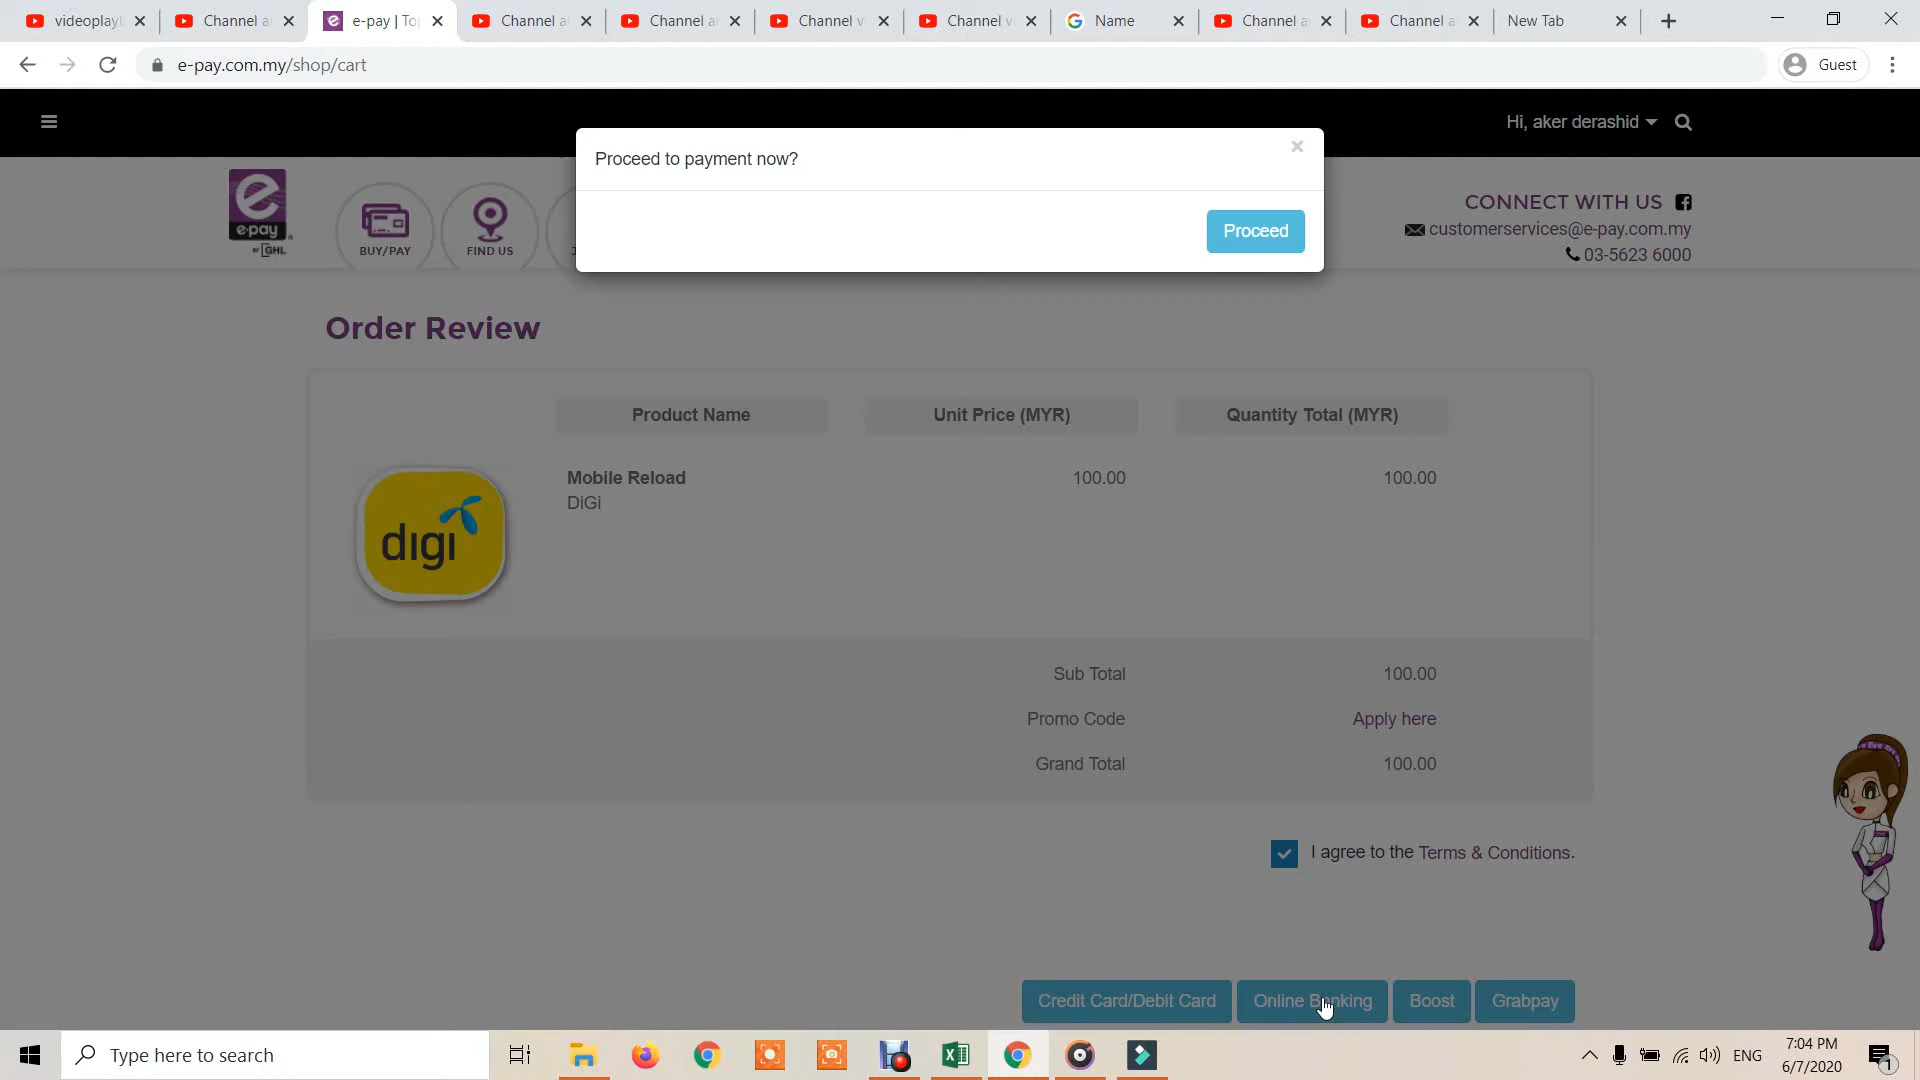 videoplay
Channel a
e-pay | To
Channel a
Channel a
Channel v
Channel v
Name
Channel a
Channel a
New Tab
e-pay.com.my/shop/cart
Guest
Hi, aker derashid
Proceed to payment now?
×
Proceed
e
e-pay
BY GHL
BUY/PAY
FIND US
CONNECT WITH US
customerservices@e-pay.com.my
03-5623 6000
Order Review
Product Name
Unit Price (MYR)
Quantity Total (MYR)
digi
Mobile Reload
DiGi
100.00
100.00
Sub Total
100.00
Promo Code
Apply here
Grand Total
100.00
I agree to the Terms & Conditions.
Credit Card/Debit Card
Online Banking
Boost
Grabpay
Type here to search
ENG
7:04 PM
6/7/2020
1